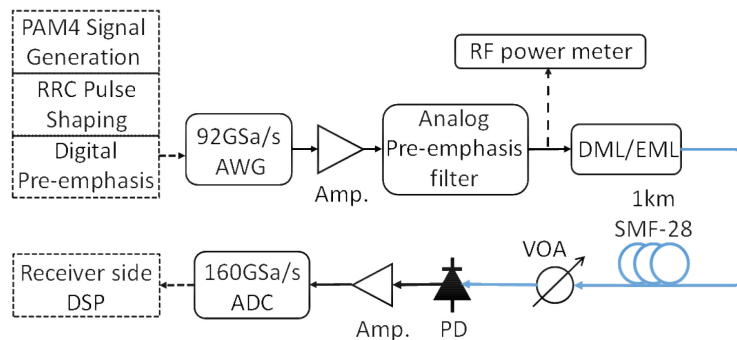 PAM4 Signal
Generation
RRC Pulse
Shaping
Digital
Pre-emphasis
92GSa/s
AWG
Amp.
Analog
Pre-emphasis
filter
RF power meter
DML/EML
1km
SMF-28
VOA
PD
Amp.
160GSa/s
ADC
Receiver side
DSP